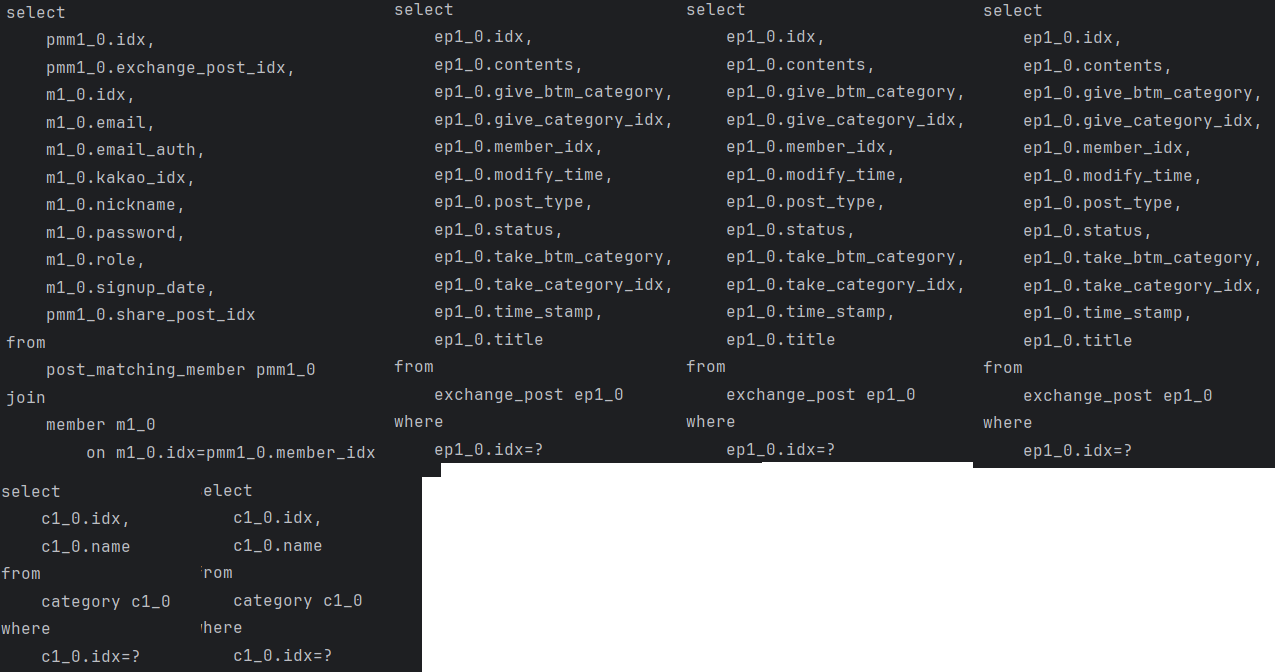 select
pmm1_0.idx,
pmm1_0.exchange_post_idx,
m1_0.idx,
m1_0.email,
m1_0.email_auth,
m1_0.kakao_idx,
m1_0.nickname,
m1_0.password,
m1_0.role,
m1_0.signup_date,
pmm1_0.share_post_idx
from
post_matching_member pmm1_0
join
member m1_0
on m1_0.idx=pmm1_0.member_idx
select
ep1_0.idx,
ep1_0.contents,
ep1_0.give_btm_category,
ep1_0.give_category_idx,
ep1_0.member_idx,
ep1_0.modify_time,
ep1_0.post_type,
ep1_0.status,
ep1_0.take_btm_category,
ep1_0.take_category_idx,
ep1_0.time_stamp,
ep1_0.title
from
exchange_post ep1_0
where
ep1_0.idx=?
select
ep1_0.idx,
ep1_0.contents,
ep1_0.give_btm_category,
ep1_0.give_category_idx,
ep1_0.member_idx,
ep1_0.modify_time,
ep1_0.post_type,
ep1_0.status,
ep1_0.take_btm_category,
ep1_0.take_category_idx,
ep1_0.time_stamp,
ep1_0.title
from
exchange_post ep1_0
where
ep1_0.idx=?
select
ep1_0.idx,
ep1_0.contents,
ep1_0.give_btm_category,
ep1_0.give_category_idx,
ep1_0.member_idx,
ep1_0.modify_time,
ep1_0.post_type,
ep1_0.status,
ep1_0.take_btm_category,
ep1_0.take_category_idx,
ep1_0.time_stamp,
ep1_0.title
from
exchange_post ep1_0
where
ep1_0.idx=?
select
c1_0.idx,
c1_0.name
from
category c1_0
where
c1_0.idx=?
elect
c1_0.idx,
c1_0.name
rom
category c1_0
here
c1_0.idx=?